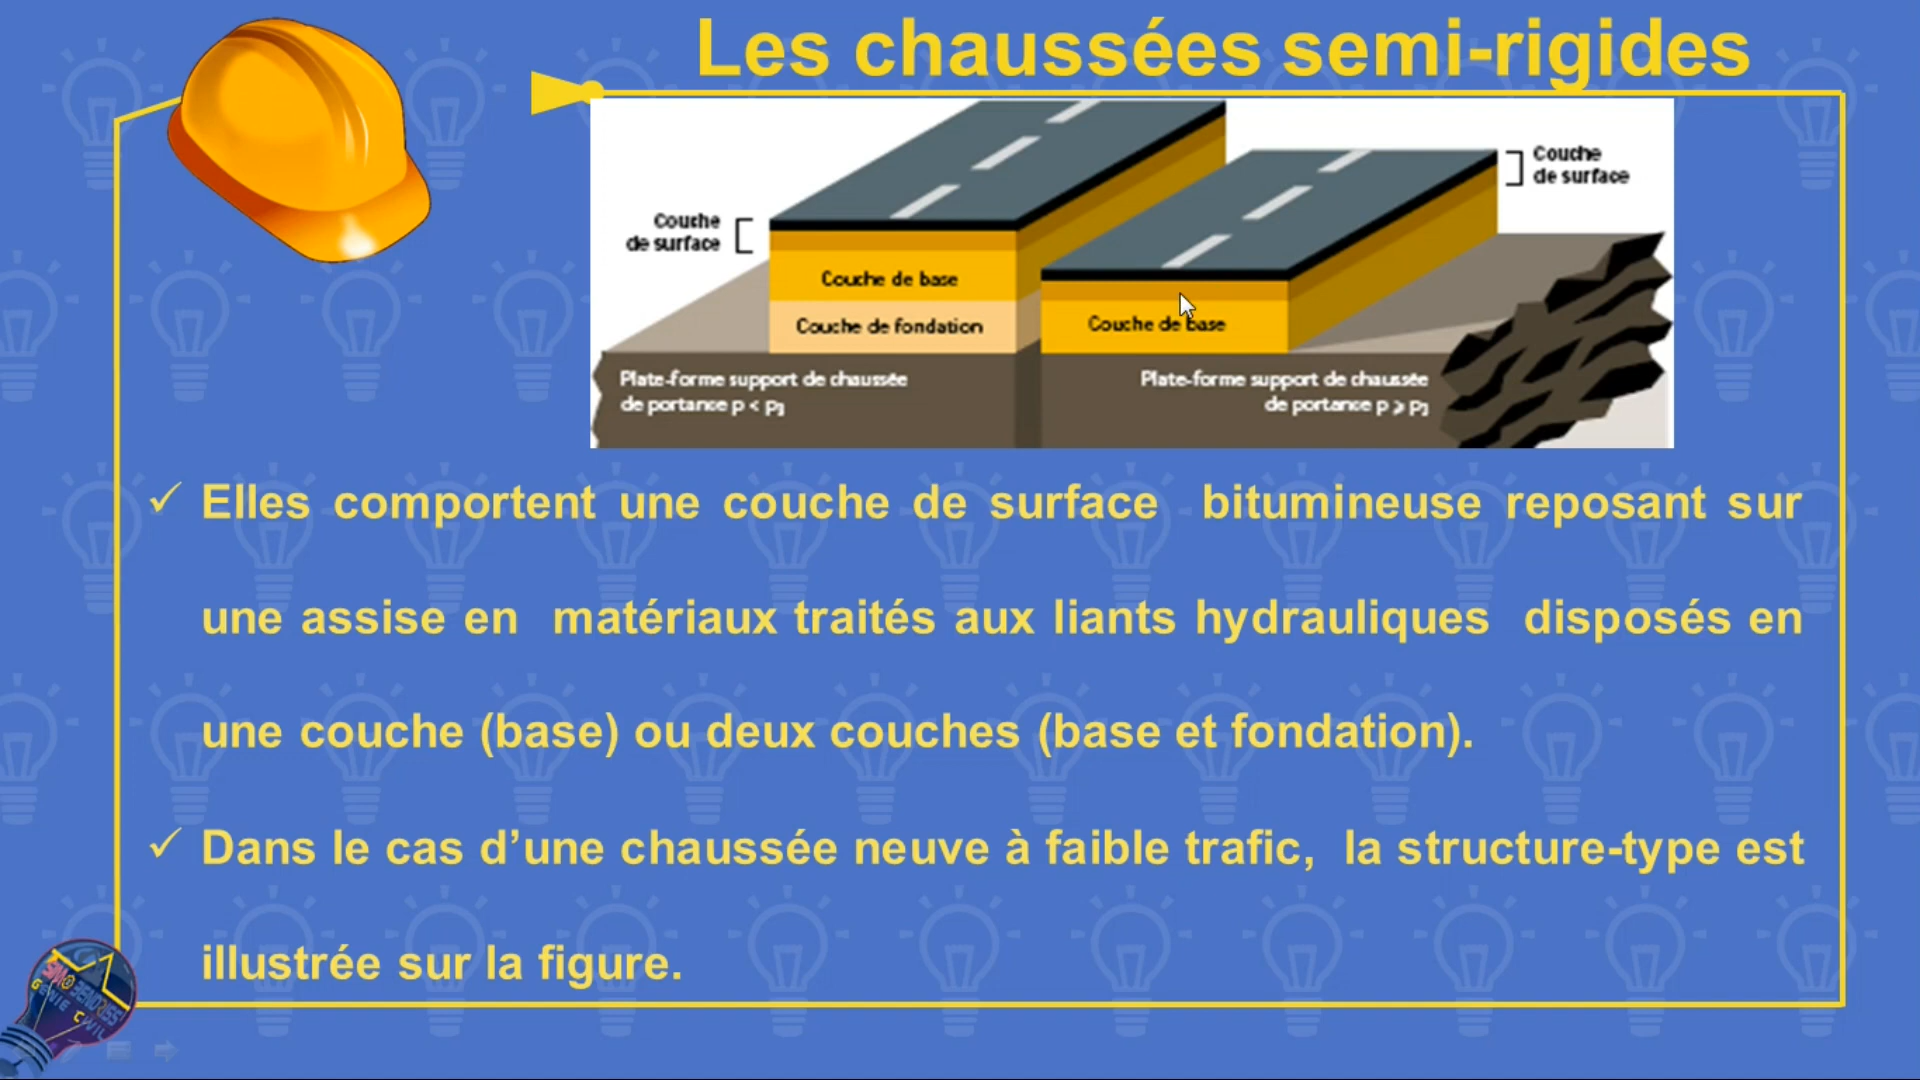 Les chaussées semi-rigides
Couche
de surface
Couche
de surface
Couche de base
Couche de fondation
Couche de base
Plate-forme support de chaussée
de portance p < p3
Plate-forme support de chaussée
de portance p ⩾ p3
✓ Elles comportent une couche de surface bitumineuse reposant sur
une assise en matériaux traités aux liants hydrauliques disposés en
une couche (base) ou deux couches (base et fondation).
✓ Dans le cas d’une chaussée neuve à faible trafic, la structure-type est
illustrée sur la figure.
GENIE CIVIL